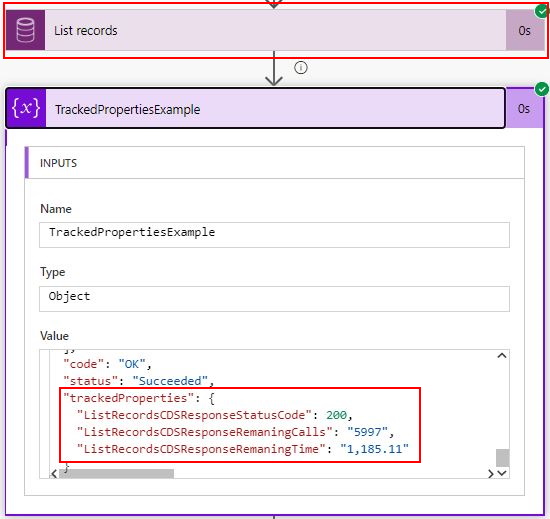 List records
0s
{x}
TrackedPropertiesExample
0s
INPUTS
Name
TrackedPropertiesExample
Type
Object
Value
},
"code": "OK",
"status": "Succeeded",
"trackedProperties": {
"ListRecordsCDSResponseStatusCode": 200,
"ListRecordsCDSResponseRemaningCalls": "5997",
"ListRecordsCDSResponseRemaningTime": "1,185.11"
}